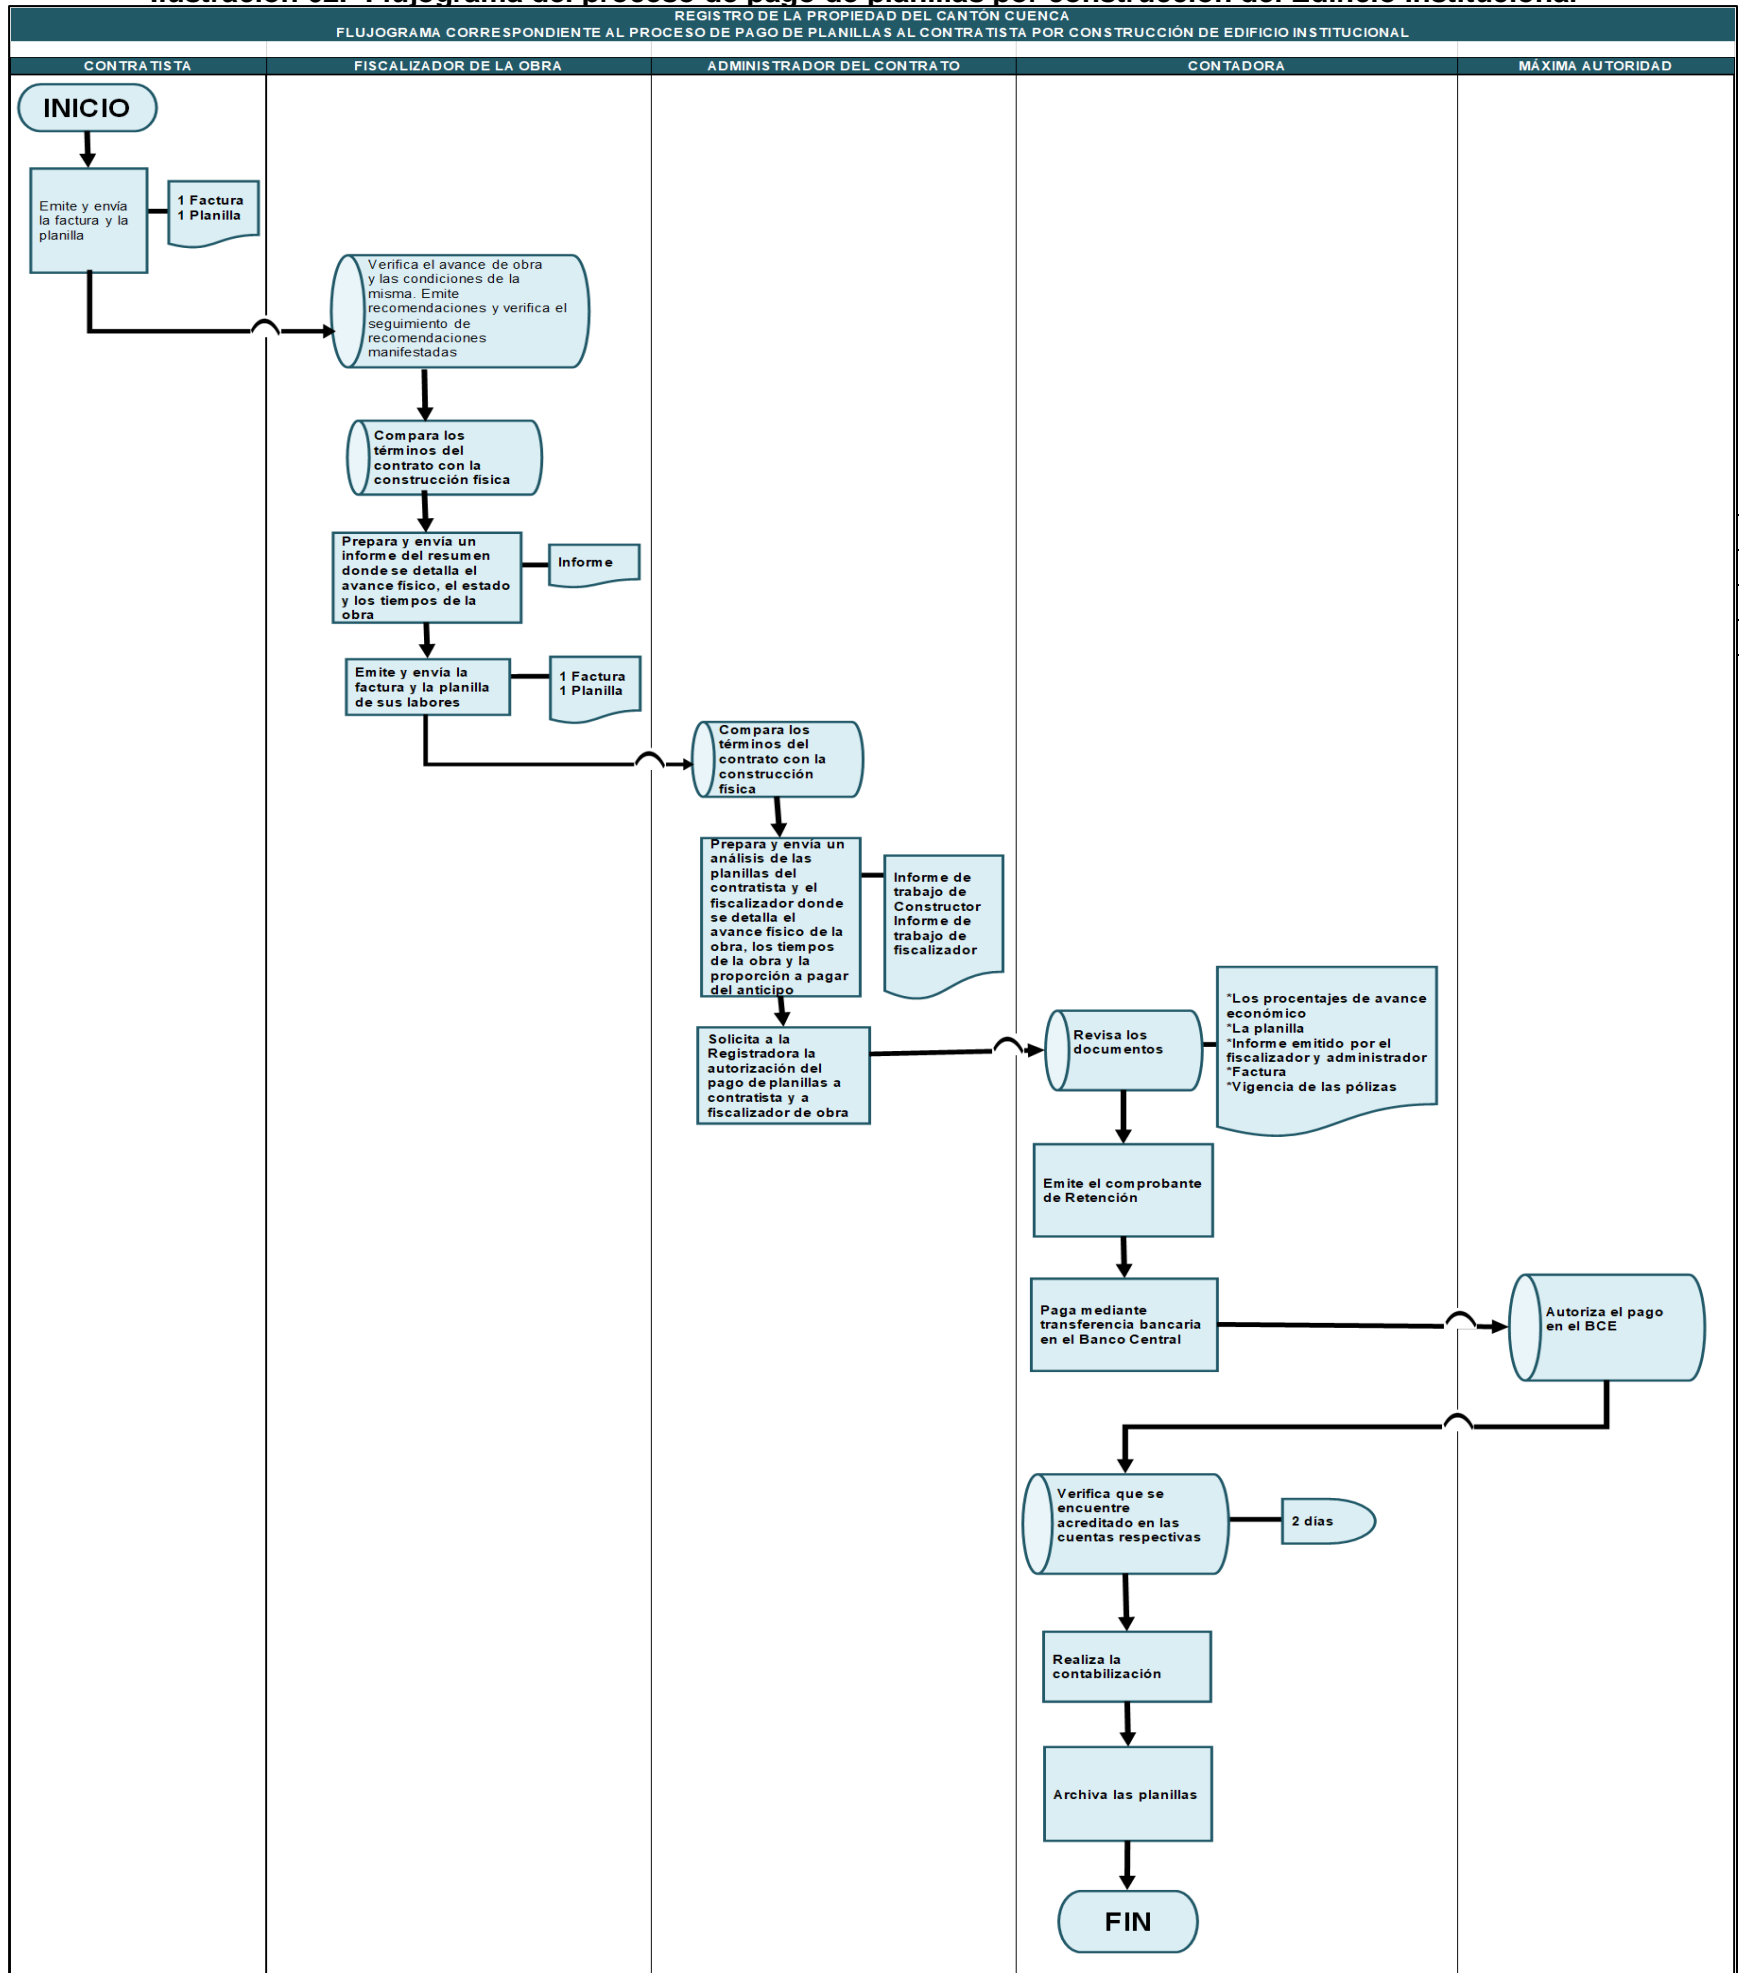 REGISTRO DE LA PROPIEDAD DEL CANTÓN CUENCA
FLUJOGRAMA CORRESPONDIENTE AL PROCESO DE PAGO DE PLANILLAS AL CONTRATISTA POR CONSTRUCCIÓN DE EDIFICIO INSTITUCIONAL
CONTRATISTA
FISCALIZADOR DE LA OBRA
ADMINISTRADOR DEL CONTRATO
CONTADORA
MÁXIMA AUTORIDAD
INICIO
Emite y envía
la factura y la
planilla
1 Factura
1 Planilla
Verifica el avance de obra
y las condiciones de la
misma. Emite
recomendaciones y verifica el
seguimiento de
recomendaciones
manifestadas
Compara los
términos del
contrato con la
construcción física
Prepara y envía un
informe del resumen
donde se detalla el
avance físico, el estado
y los tiempos de la
obra
Informe
Emite y envía la
factura y la planilla
de sus labores
1 Factura
1 Planilla
Compara los
términos del
contrato con la
construcción
física
Prepara y envía un
análisis de las
planillas del
contratista y el
fiscalizador donde
se detalla el
avance físico de la
obra, los tiempos
de la obra y la
proporción a pagar
del anticipo
Informe de
trabajo de
Constructor
Informe de
trabajo de
fiscalizador
Solicita a la
Registradora la
autorización del
pago de planillas a
contratista y a
fiscalizador de obra
Revisa los
documentos
*Los procentajes de avance
económico
*La planilla
*Informe emitido por el
fiscalizador y administrador
*Factura
*Vigencia de las pólizas
Emite el comprobante
de Retención
Paga mediante
transferencia bancaria
en el Banco Central
Autoriza el pago
en el BCE
Verifica que se
encuentre
acreditado en las
cuentas respectivas
2 días
Realiza la
contabilización
Archiva las planillas
FIN